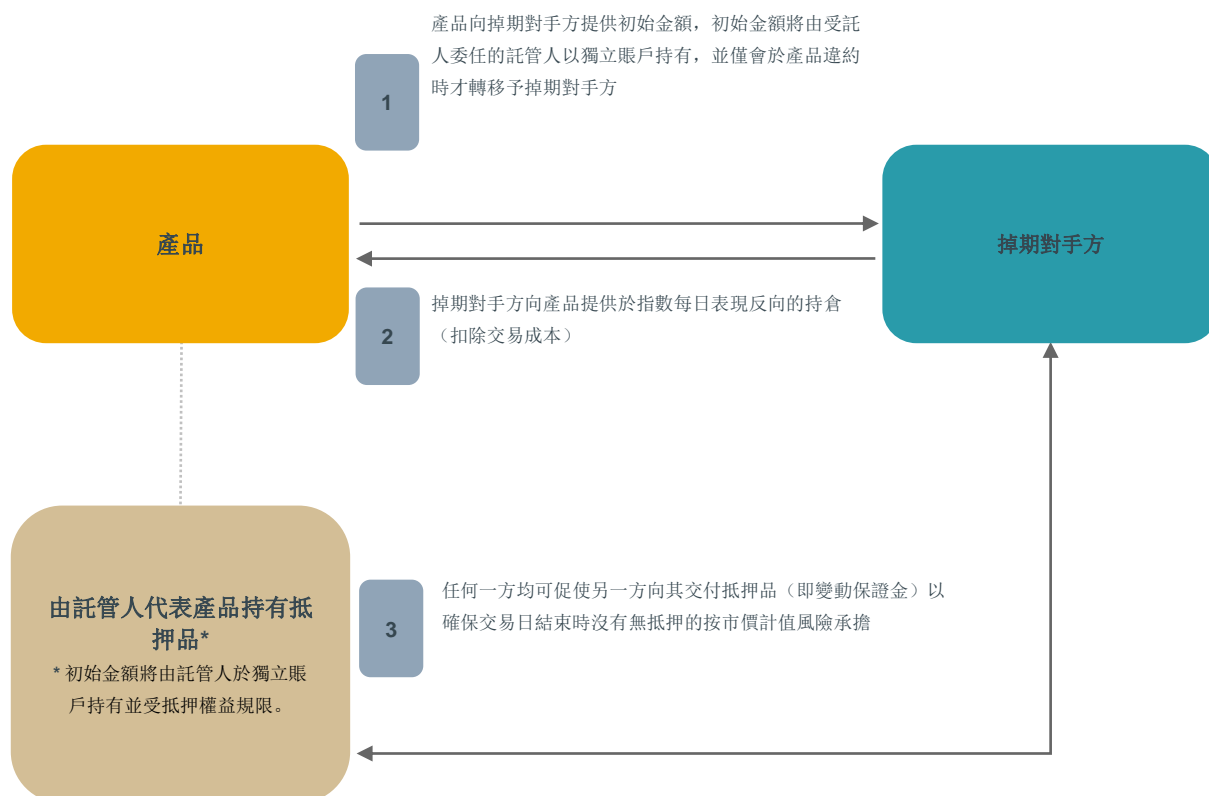 產品向掉期對手方提供初始金額，初始金額將由受託
人委任的託管人以獨立賬戶持有，並僅會於產品違約
時才轉移予掉期對手方
1
產品
掉期對手方
2
掉期對手方向產品提供於指數每日表現反向的持倉
（扣除交易成本）
由託管人代表產品持有抵
押品*
* 初始金額將由託管人於獨立賬
戶持有並受抵押權益規限。
3
任何一方均可促使另一方向其交付抵押品（即變動保證金）以
確保交易日結束時沒有無抵押的按市價計值風險承擔